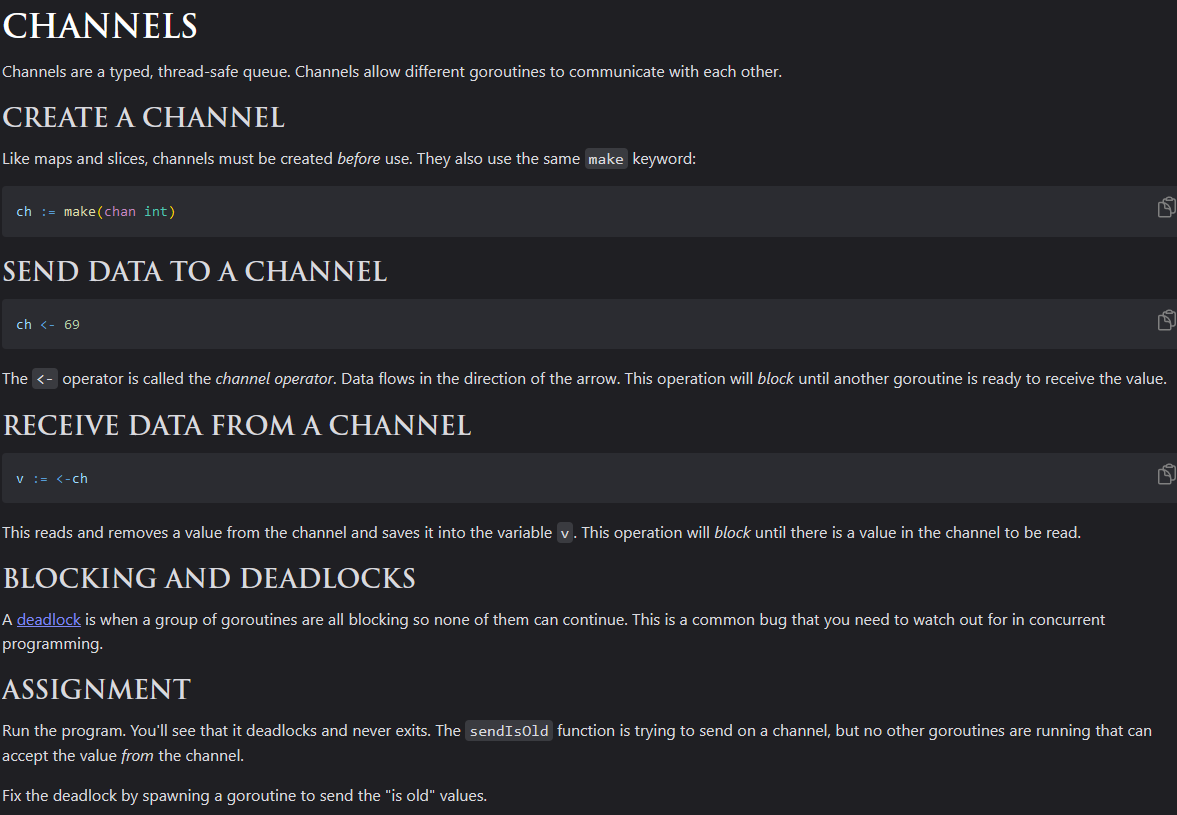 CHANNELS
Channels are a typed, thread-safe queue. Channels allow different goroutines to communicate with each other.
CREATE A CHANNEL
Like maps and slices, channels must be created before use. They also use the same make keyword:
ch := make(chan int)
SEND DATA TO A CHANNEL
ch <- 69
The <- operator is called the channel operator. Data flows in the direction of the arrow. This operation will block until another goroutine is ready to receive the value.
RECEIVE DATA FROM A CHANNEL
v := <-ch
This reads and removes a value from the channel and saves it into the variable v. This operation will block until there is a value in the channel to be read.
BLOCKING AND DEADLOCKS
A deadlock is when a group of goroutines are all blocking so none of them can continue. This is a common bug that you need to watch out for in concurrent
programming.
ASSIGNMENT
Run the program. You'll see that it deadlocks and never exits. The sendIsOld function is trying to send on a channel, but no other goroutines are running that can
accept the value from the channel.
Fix the deadlock by spawning a goroutine to send the "is old" values.